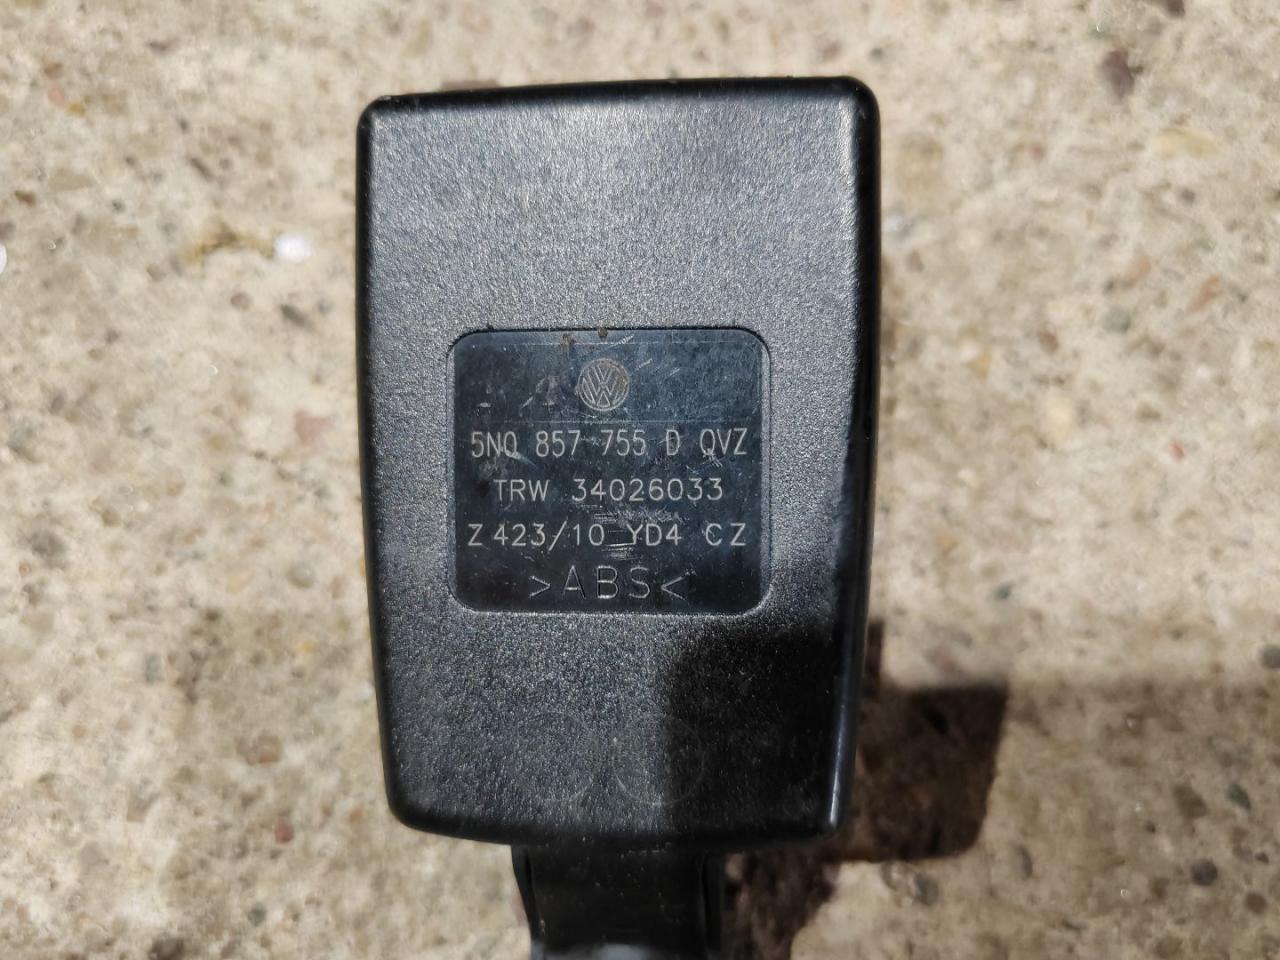 5N0 857 755 D QVZ
TRW 34026033
Z 423/10 YD4 CZ
>ABS<